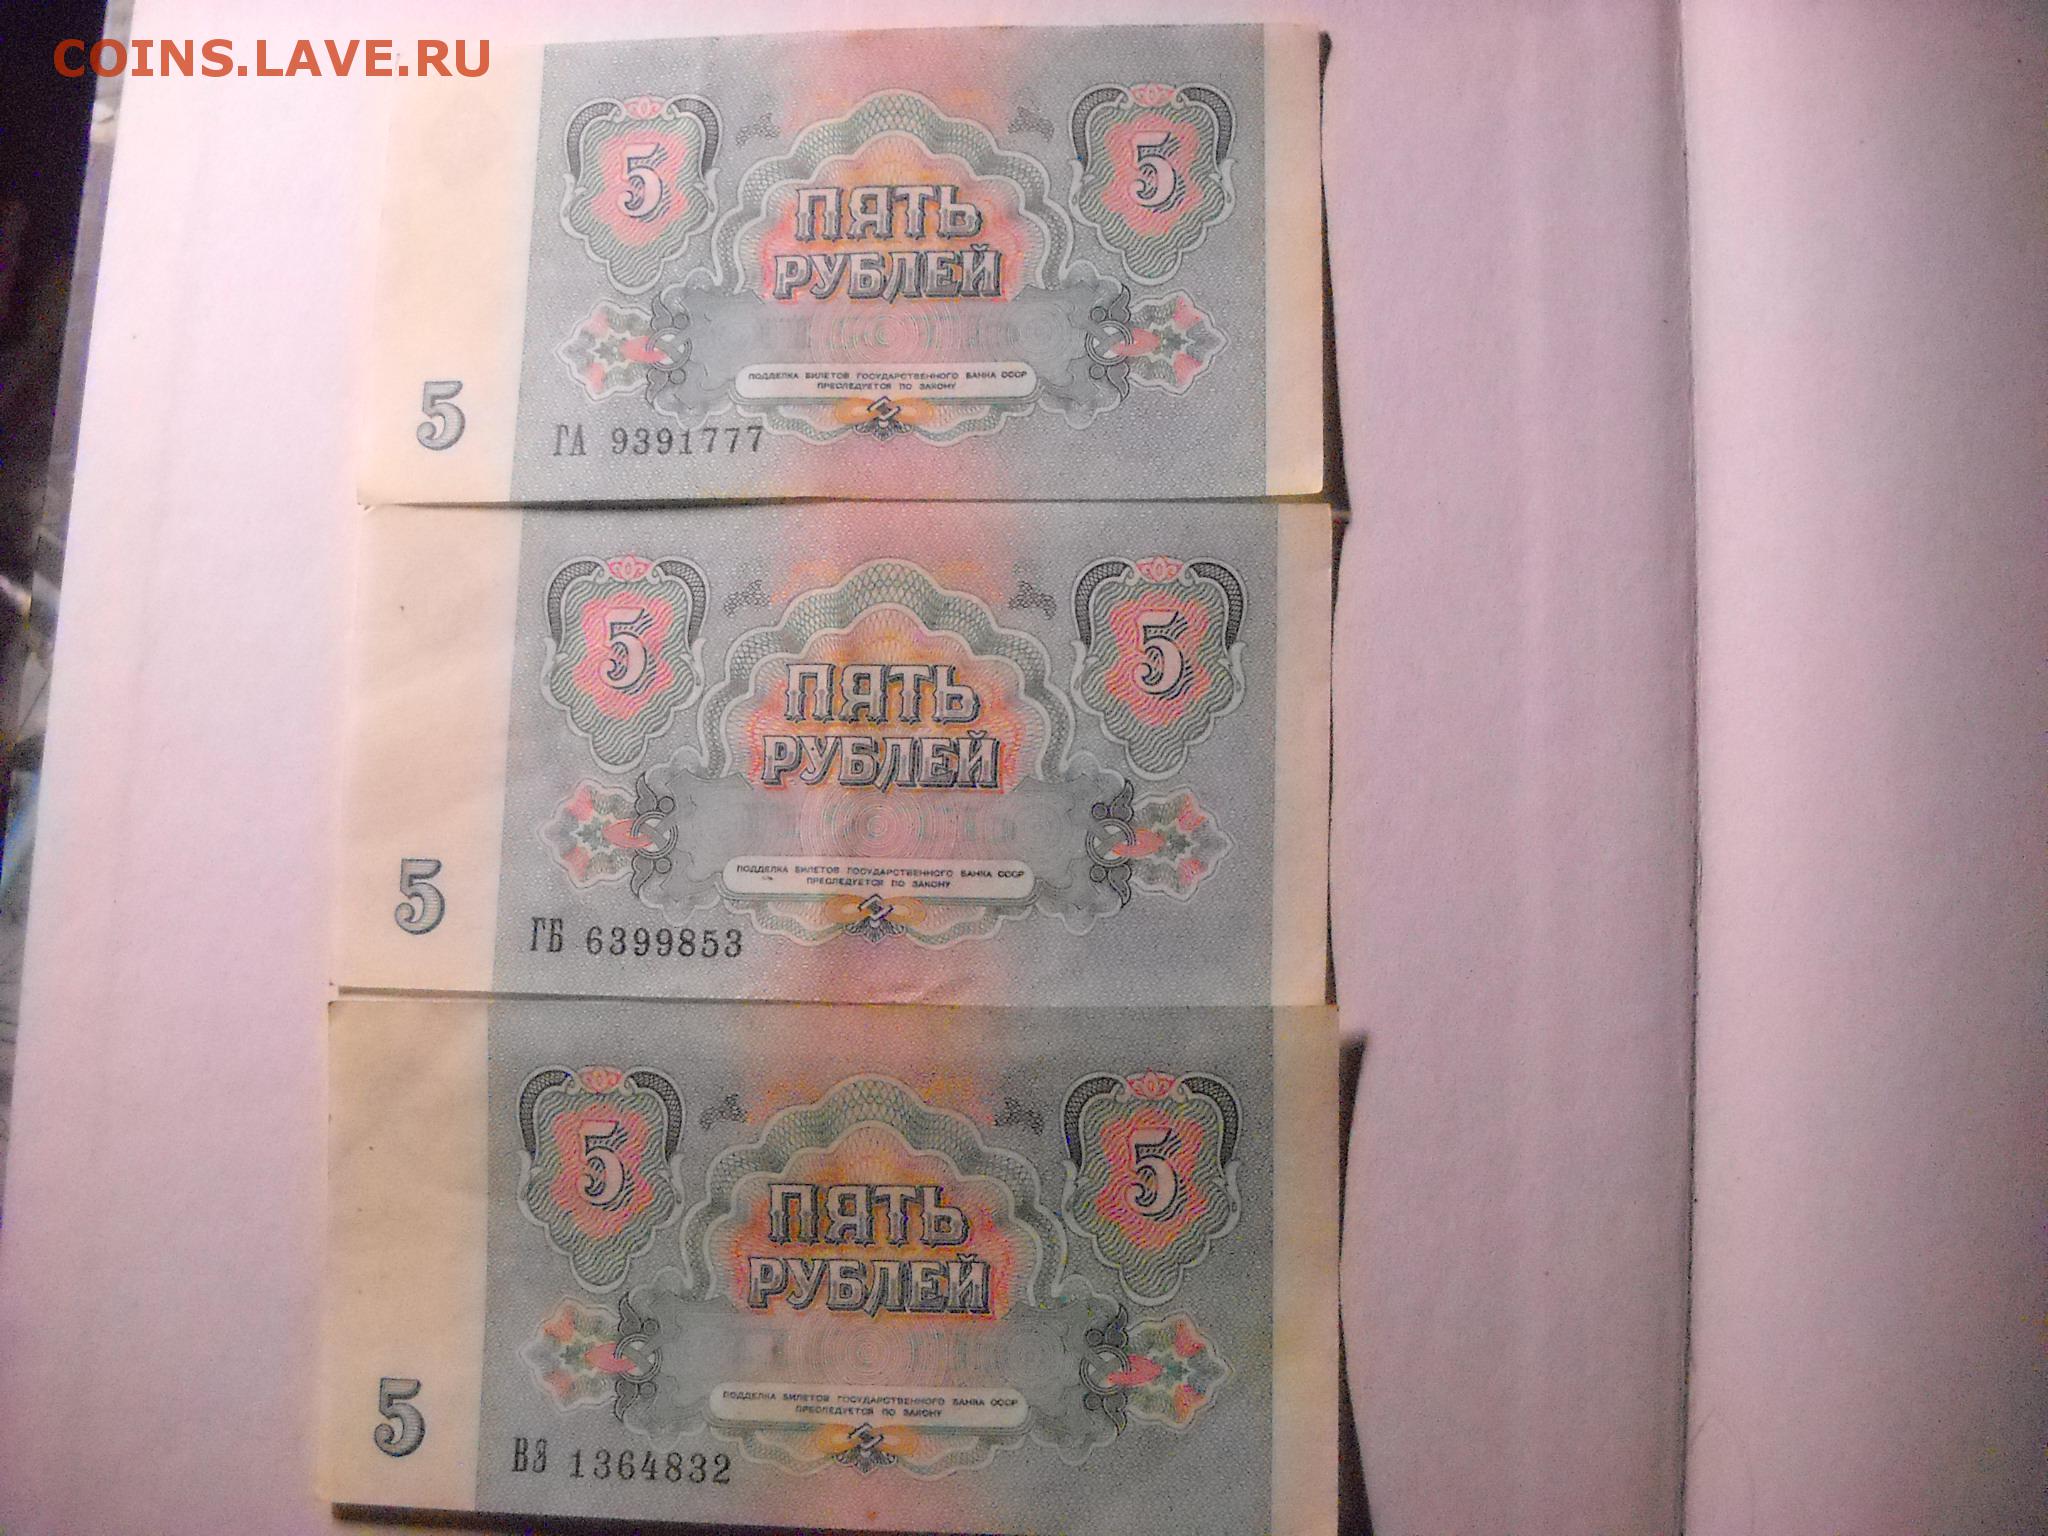 COINS.LAVE.RU
5 5
ПЯТЬ
РУБЛЕЙ
ПОДДЕЛКА БИЛЕТОВ ГОСУДАРСТВЕННОГО БАНКА СССР
ПРЕСЛЕДУЕТСЯ ПО ЗАКОНУ
5
ГА 9391777
5 5
ПЯТЬ
РУБЛЕЙ
ПОДДЕЛКА БИЛЕТОВ ГОСУДАРСТВЕННОГО БАНКА СССР
ПРЕСЛЕДУЕТСЯ ПО ЗАКОНУ
5
ГБ 6399853
5 5
ПЯТЬ
РУБЛЕЙ
ПОДДЕЛКА БИЛЕТОВ ГОСУДАРСТВЕННОГО БАНКА СССР
ПРЕСЛЕДУЕТСЯ ПО ЗАКОНУ
5
ВЯ 1364832